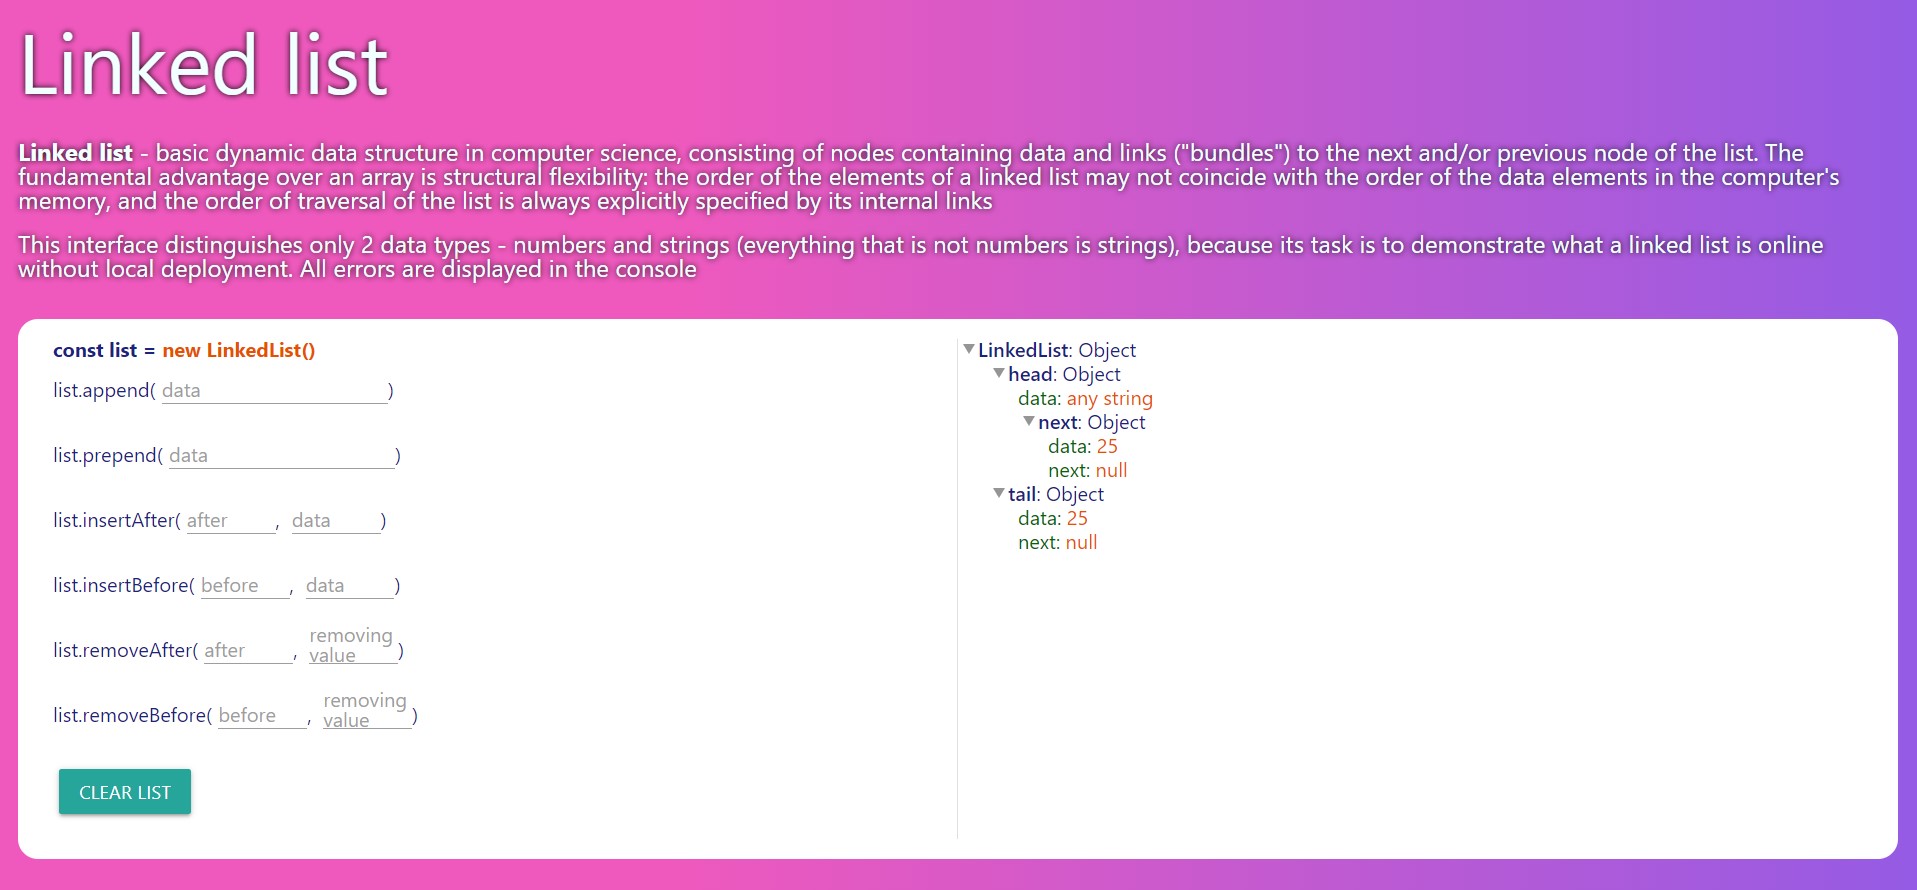 Linked list
Linked list - basic dynamic data structure in computer science, consisting of nodes containing data and links ("bundles") to the next and/or previous node of the list. The
fundamental advantage over an array is structural flexibility: the order of the elements of a linked list may not coincide with the order of the data elements in the computer's
memory, and the order of traversal of the list is always explicitly specified by its internal links
This interface distinguishes only 2 data types - numbers and strings (everything that is not numbers is strings), because its task is to demonstrate what a linked list is online
without local deployment. All errors are displayed in the console
const list = new LinkedList()
list.append( data )
list.prepend( data )
list.insertAfter( after , data )
list.insertBefore( before , data )
list.removeAfter( after , removing
value )
list.removeBefore( before , removing
value )
CLEAR LIST
LinkedList: Object
head: Object
data: any string
next: Object
data: 25
next: null
tail: Object
data: 25
next: null